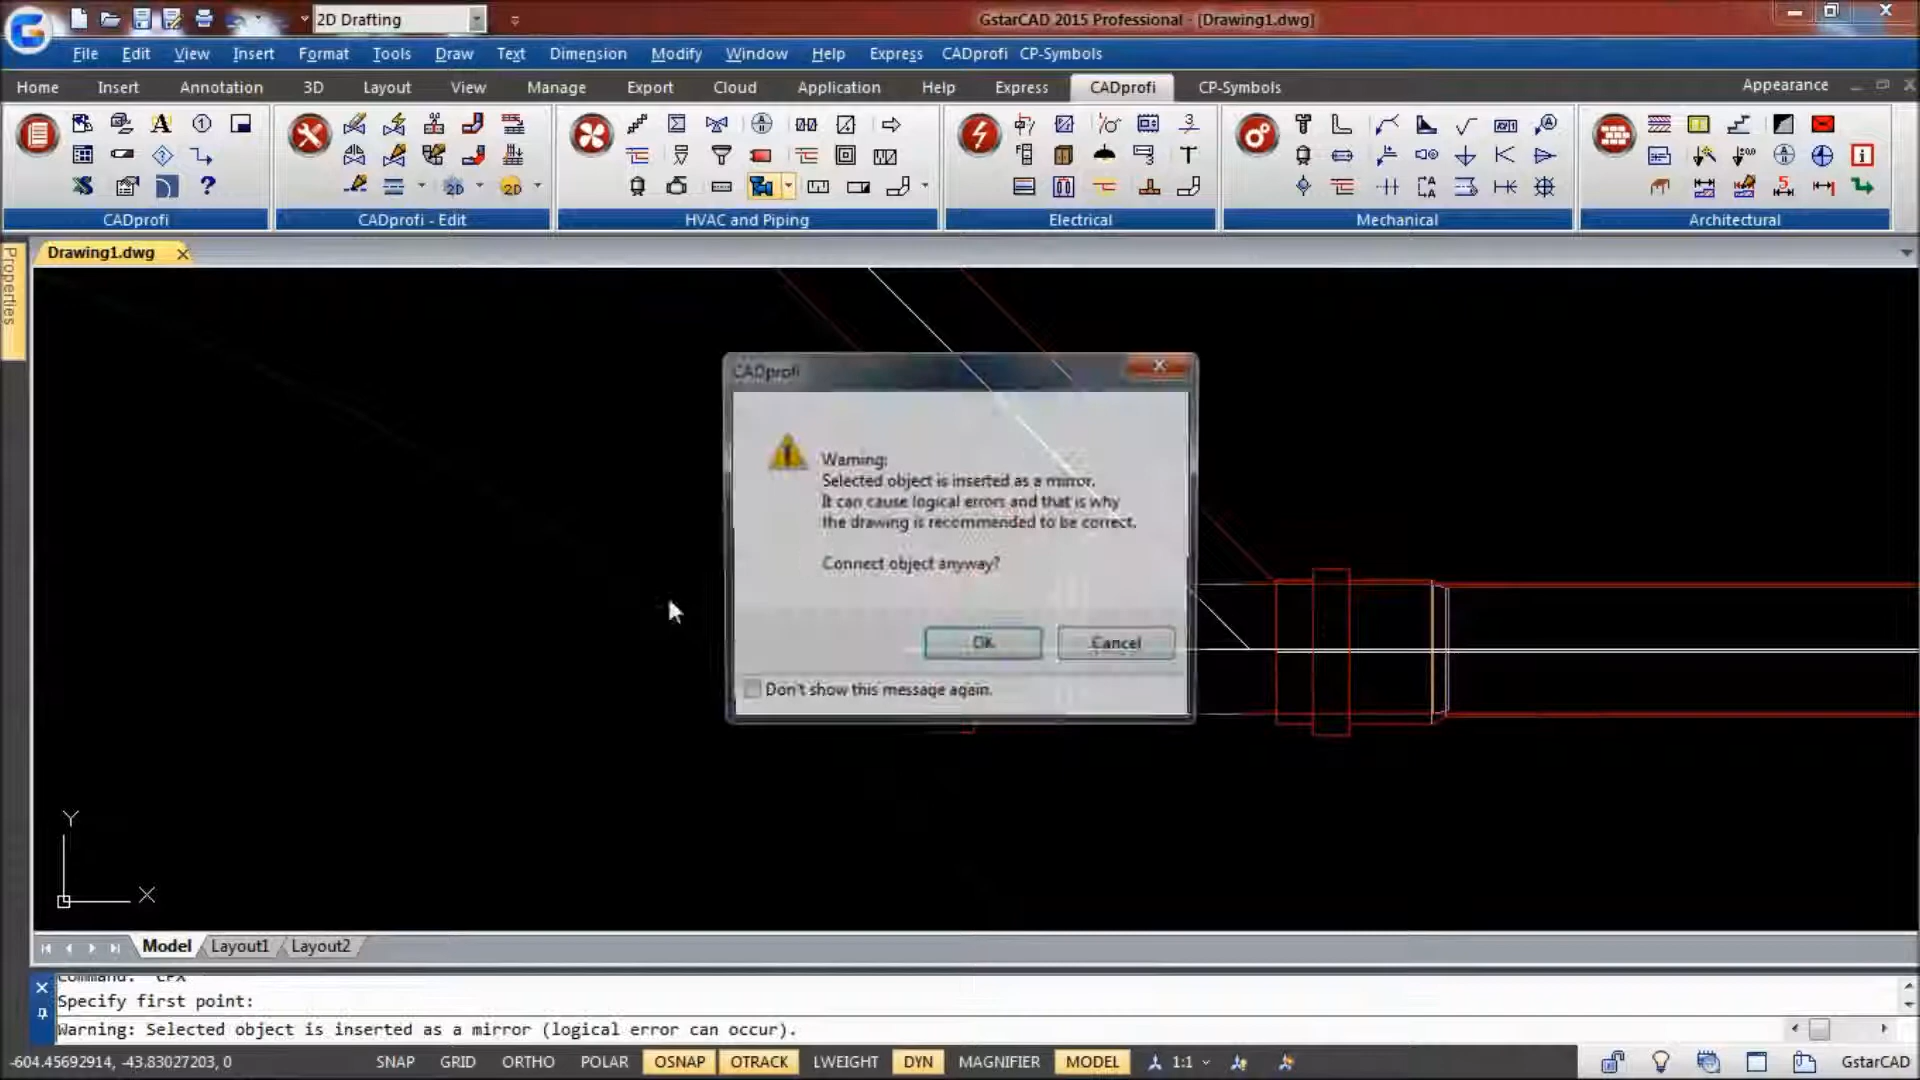 2D Drafting
GstarCAD 2015 Professional - [Drawing1.dwg]
File Edit View Insert Format Tools Draw Text Dimension Modify Window Help Express CADprofi CP-Symbols
Home Insert Annotation 3D Layout View Manage Export Cloud Application Help Express CADprofi CP-Symbols Appearance
CADprofi CADprofi - Edit HVAC and Piping Electrical Mechanical Architectural
Drawing1.dwg
Properties
CADprofi
Warning:
Selected object is inserted as a mirror.
It can cause logical errors and that is why
the drawing is recommended to be correct.
Connect object anyway?
OK Cancel
Don't show this message again.
Y
X
Model Layout1 Layout2
Command: CPX
Specify first point:
Warning: Selected object is inserted as a mirror (logical error can occur).
-604.45692914, -43.83027203, 0 SNAP GRID ORTHO POLAR OSNAP OTRACK LWEIGHT DYN MAGNIFIER MODEL 1:1 GstarCAD